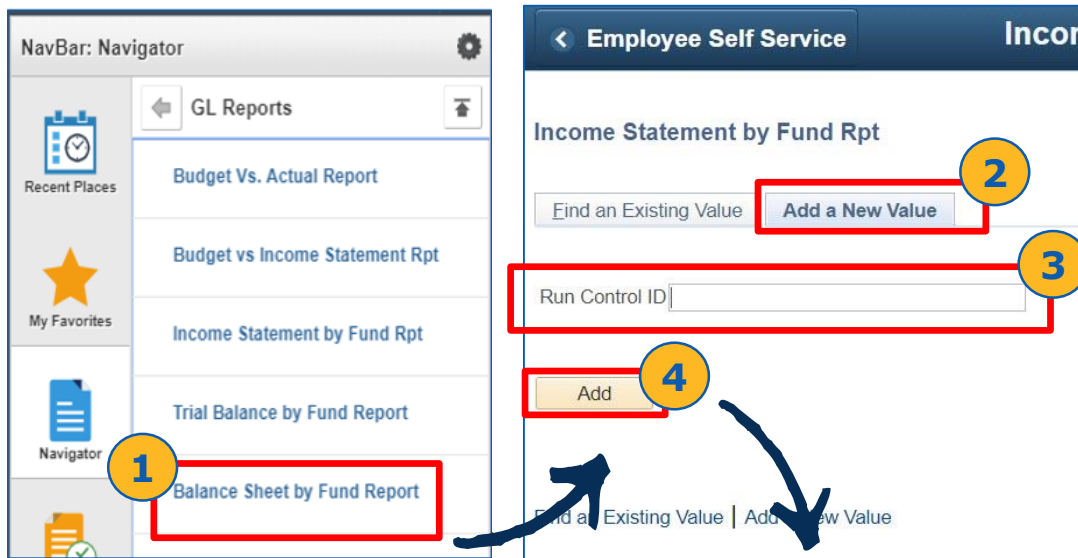 NavBar: Navigator
GL Reports
Recent Places
Budget Vs. Actual Report
Budget vs Income Statement Rpt
My Favorites
Income Statement by Fund Rpt
Trial Balance by Fund Report
Navigator
1
Balance Sheet by Fund Report
Employee Self Service
Incor
Income Statement by Fund Rpt
2
Find an Existing Value
Add a New Value
3
Run Control ID
4
Add
an Existing Value | Add
Value